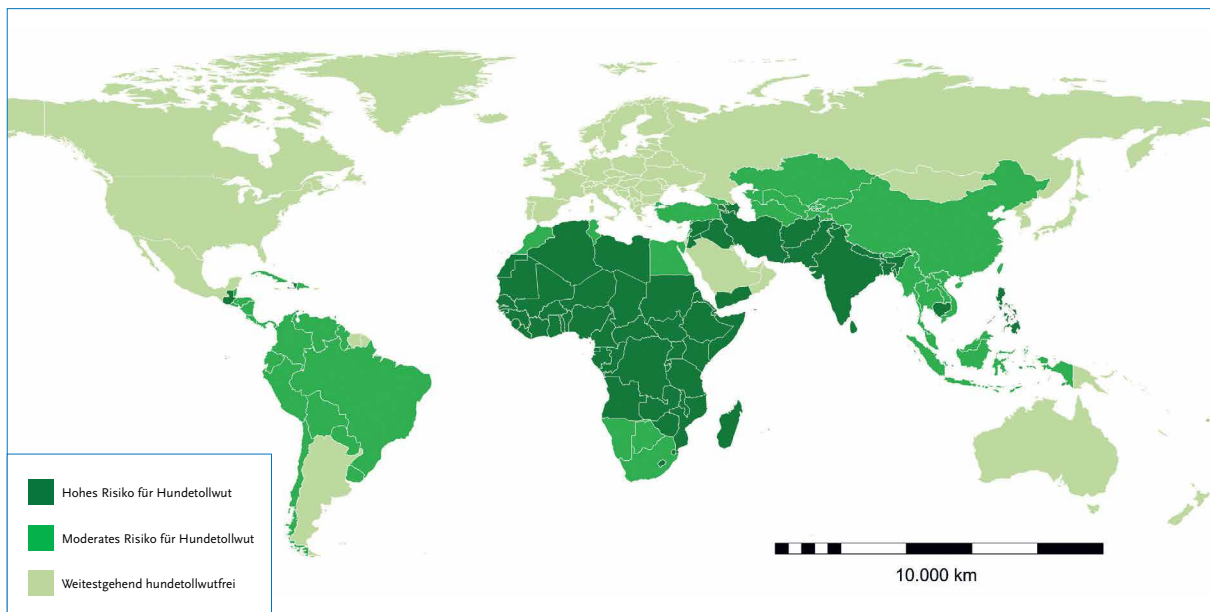 Hohes Risiko für Hundetollwut
Moderates Risiko für Hundetollwut
Weitestgehend hundetollwutfrei
10.000 km